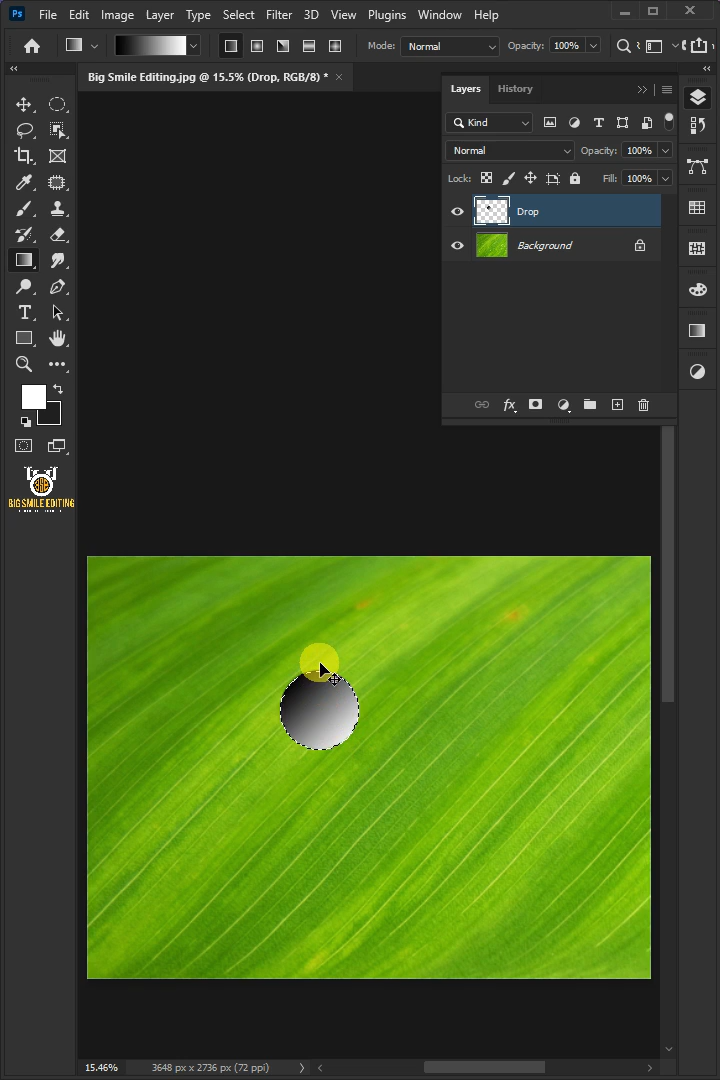 Ps File Edit Image Layer Type Select Filter 3D View Plugins Window Help
Mode: Normal Opacity: 100%
Big Smile Editing.jpg @ 15.5% (Drop, RGB/8) *
Layers History
Kind
Normal Opacity: 100%
Lock: Fill: 100%
Drop
Background
fx
BIG SMILE EDITING
15.46% 3648 px x 2736 px (72 ppi)